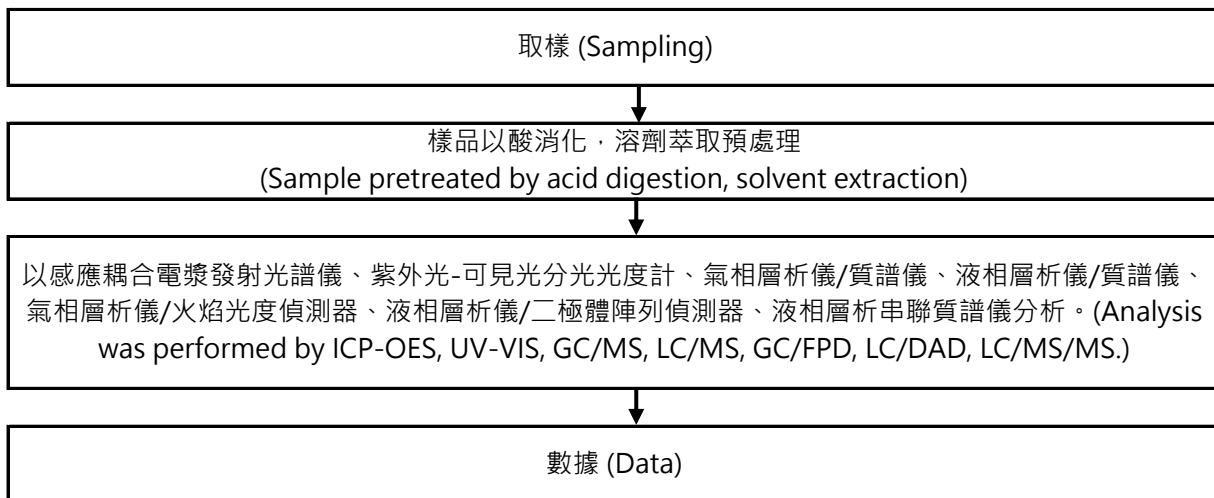 取樣 (Sampling)
樣品以酸消化，溶劑萃取預處理
(Sample pretreated by acid digestion, solvent extraction)
以感應耦合電漿發射光譜儀、紫外光-可見光分光光度計、氣相層析儀/質譜儀、液相層析儀/質譜儀、
氣相層析儀/火焰光度偵測器、液相層析儀/二極體陣列偵測器、液相層析串聯質譜儀分析。(Analysis
was performed by ICP-OES, UV-VIS, GC/MS, LC/MS, GC/FPD, LC/DAD, LC/MS/MS.)
數據 (Data)